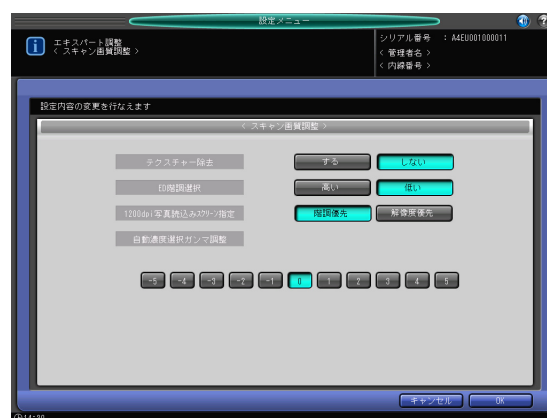 設定メニュー
エキスパート調整
< スキャン画質調整 >
シリアル番号 : A4EU001000011
< 管理者名 >
< 内線番号 >
設定内容の変更を行なえます
< スキャン画質調整 >
テクスチャー除去 する しない
ED階調選択 高い 低い
1200dpi写真読込みスクリーン指定 階調優先 解像度優先
自動濃度選択ガンマ調整
-5 -4 -3 -2 -1 0 1 2 3 4 5
キャンセル OK